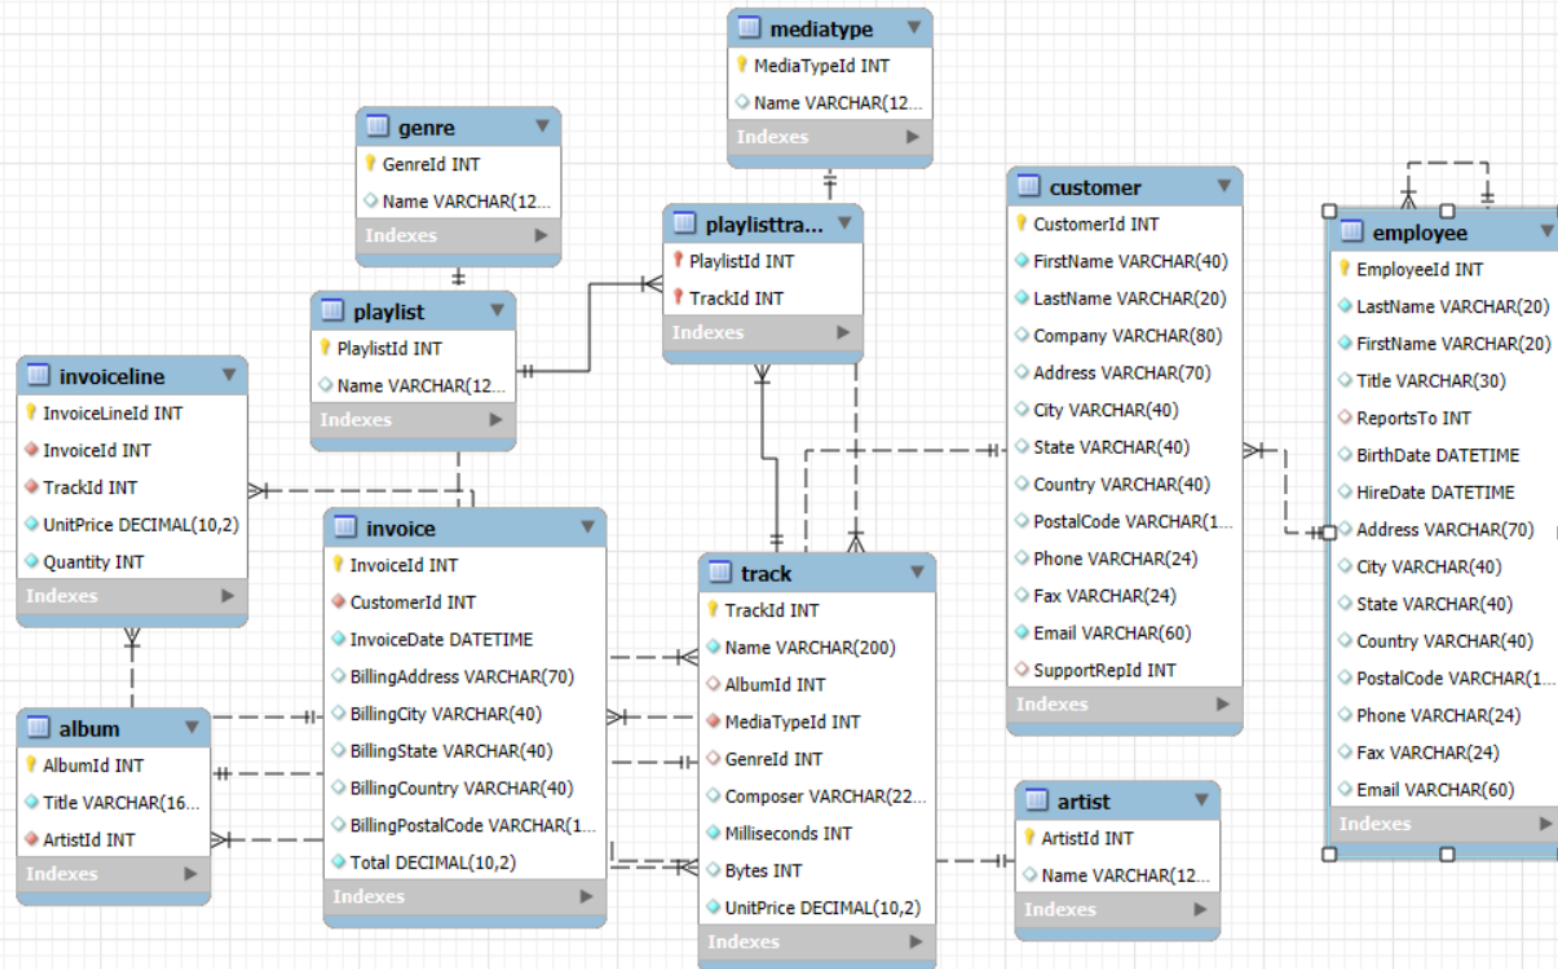 mediatype
MediaTypeId INT
Name VARCHAR(12...
Indexes
genre
GenreId INT
Name VARCHAR(12...
Indexes
playlisttra...
PlaylistId INT
TrackId INT
Indexes
customer
CustomerId INT
FirstName VARCHAR(40)
LastName VARCHAR(20)
Company VARCHAR(80)
Address VARCHAR(70)
City VARCHAR(40)
State VARCHAR(40)
Country VARCHAR(40)
PostalCode VARCHAR(1...
Phone VARCHAR(24)
Fax VARCHAR(24)
Email VARCHAR(60)
SupportRepId INT
Indexes
employee
EmployeeId INT
LastName VARCHAR(20)
FirstName VARCHAR(20)
Title VARCHAR(30)
ReportsTo INT
BirthDate DATETIME
HireDate DATETIME
Address VARCHAR(70)
City VARCHAR(40)
State VARCHAR(40)
Country VARCHAR(40)
PostalCode VARCHAR(1...
Phone VARCHAR(24)
Fax VARCHAR(24)
Email VARCHAR(60)
Indexes
playlist
PlaylistId INT
Name VARCHAR(12...
Indexes
invoiceline
InvoiceLineId INT
InvoiceId INT
TrackId INT
UnitPrice DECIMAL(10,2)
Quantity INT
Indexes
invoice
InvoiceId INT
CustomerId INT
InvoiceDate DATETIME
BillingAddress VARCHAR(70)
BillingCity VARCHAR(40)
BillingState VARCHAR(40)
BillingCountry VARCHAR(40)
BillingPostalCode VARCHAR(1...
Total DECIMAL(10,2)
Indexes
track
TrackId INT
Name VARCHAR(200)
AlbumId INT
MediaTypeId INT
GenreId INT
Composer VARCHAR(22...
Milliseconds INT
Bytes INT
UnitPrice DECIMAL(10,2)
Indexes
album
AlbumId INT
Title VARCHAR(16...
ArtistId INT
Indexes
artist
ArtistId INT
Name VARCHAR(12...
Indexes